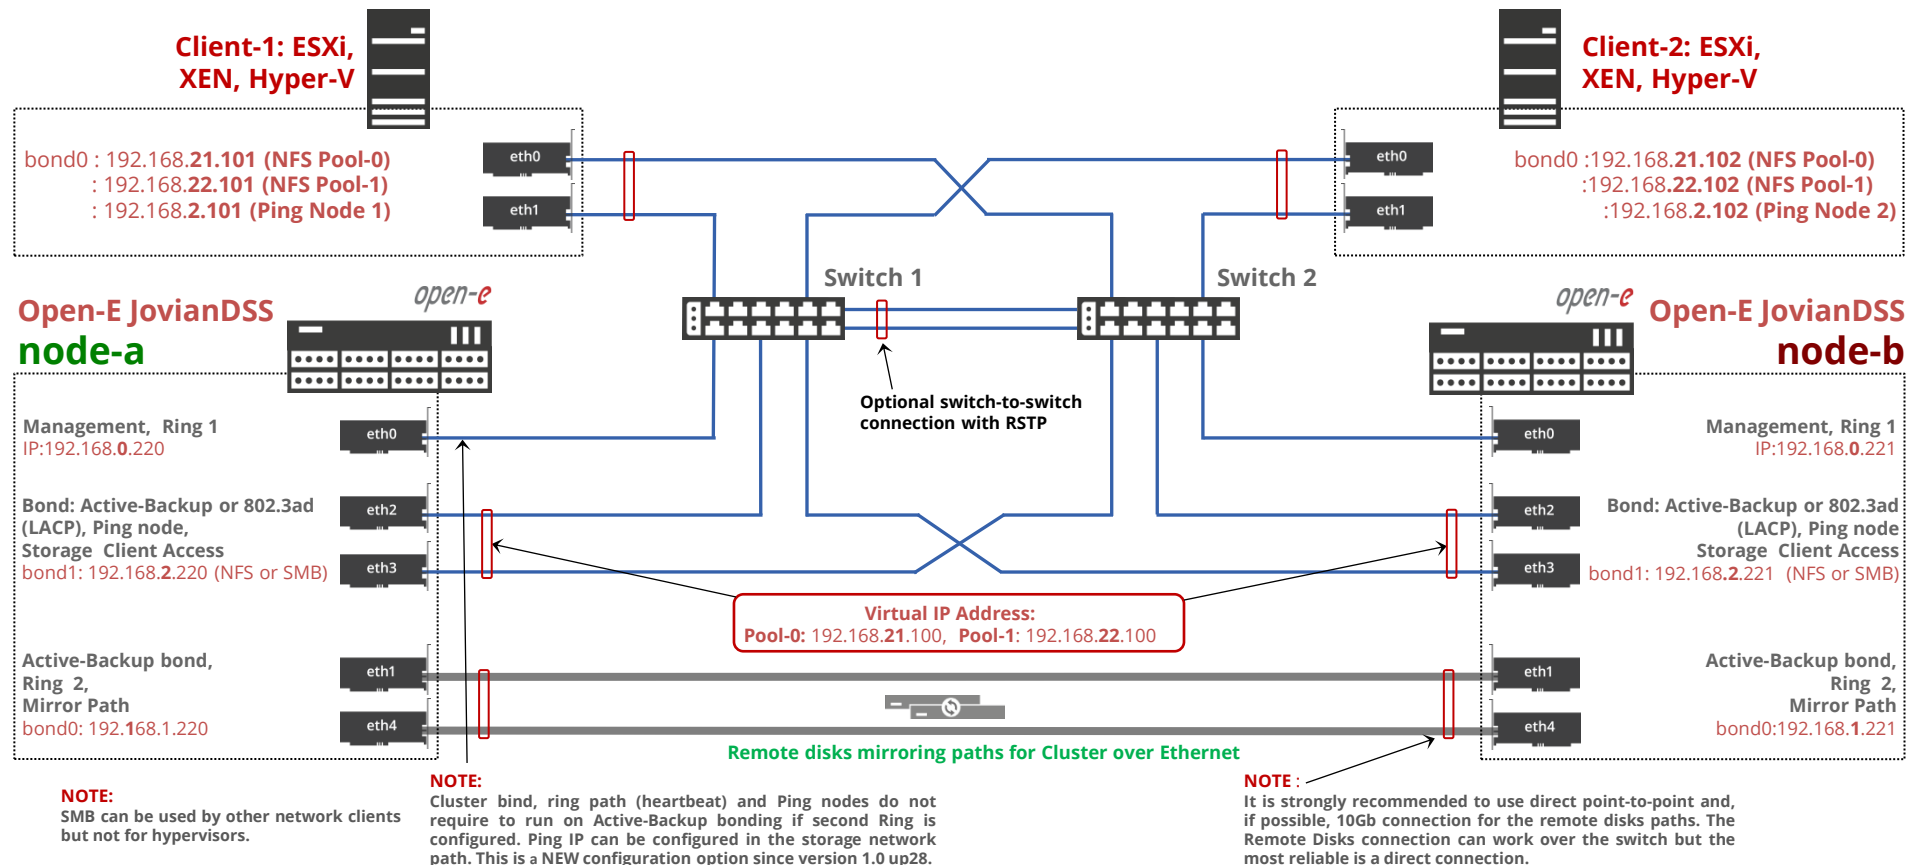 Client-1: ESXi,
XEN, Hyper-V
Client-2: ESXi,
XEN, Hyper-V
bond0 : 192.168.21.101 (NFS Pool-0)
: 192.168.22.101 (NFS Pool-1)
: 192.168.2.101 (Ping Node 1)
eth0
eth1
eth0
eth1
bond0 :192.168.21.102 (NFS Pool-0)
:192.168.22.102 (NFS Pool-1)
:192.168.2.102 (Ping Node 2)
Switch 1
Switch 2
open-e
Open-E JovianDSS
node-a
open-e
Open-E JovianDSS
node-b
Optional switch-to-switch
connection with RSTP
Management, Ring 1
IP:192.168.0.220
eth0
eth0
Management, Ring 1
IP:192.168.0.221
Bond: Active-Backup or 802.3ad
(LACP), Ping node,
Storage Client Access
bond1: 192.168.2.220 (NFS or SMB)
eth2
eth3
eth2
eth3
Bond: Active-Backup or 802.3ad
(LACP), Ping node
Storage Client Access
bond1: 192.168.2.221 (NFS or SMB)
Virtual IP Address:
Pool-0: 192.168.21.100, Pool-1: 192.168.22.100
Active-Backup bond,
Ring 2,
Mirror Path
bond0: 192.168.1.220
eth1
eth4
eth1
eth4
Active-Backup bond,
Ring 2,
Mirror Path
bond0:192.168.1.221
Remote disks mirroring paths for Cluster over Ethernet
NOTE:
SMB can be used by other network clients
but not for hypervisors.
NOTE:
Cluster bind, ring path (heartbeat) and Ping nodes do not
require to run on Active-Backup bonding if second Ring is
configured. Ping IP can be configured in the storage network
path. This is a NEW configuration option since version 1.0 up28.
NOTE :
It is strongly recommended to use direct point-to-point and,
if possible, 10Gb connection for the remote disks paths. The
Remote Disks connection can work over the switch but the
most reliable is a direct connection.